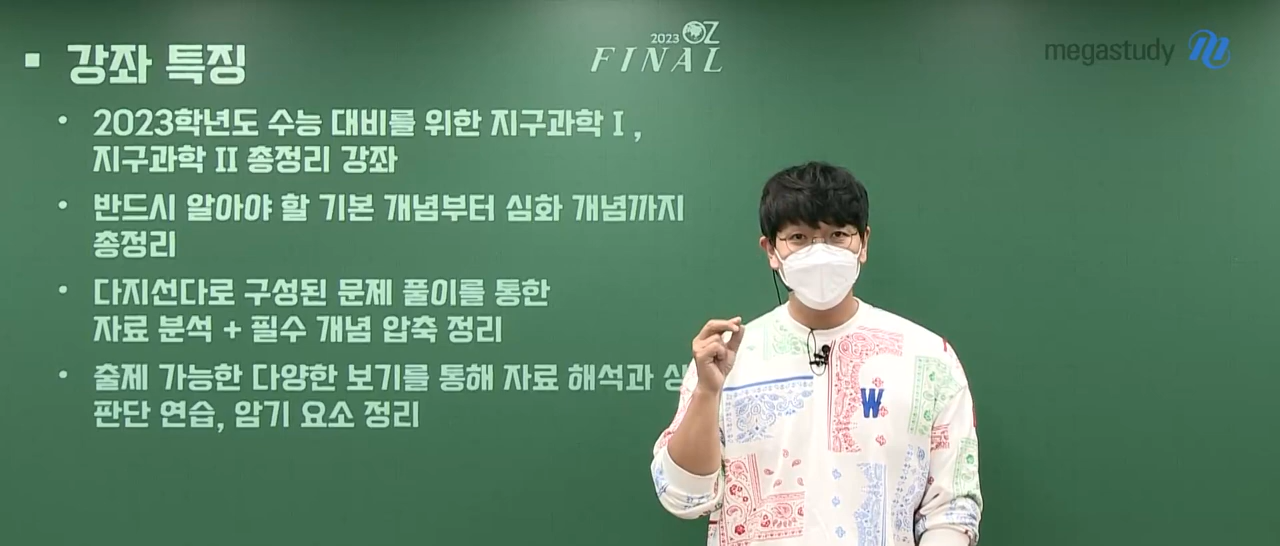 2023 OZ
FINAL
megastudy
강좌 특징
2023학년도 수능 대비를 위한 지구과학 I ,
지구과학 II 총정리 강좌
반드시 알아야 할 기본 개념부터 심화 개념까지
총정리
다지선다로 구성된 문제 풀이를 통한
자료 분석 + 필수 개념 압축 정리
출제 가능한 다양한 보기를 통해 자료 해석과
판단 연습, 암기 요소 정리
W